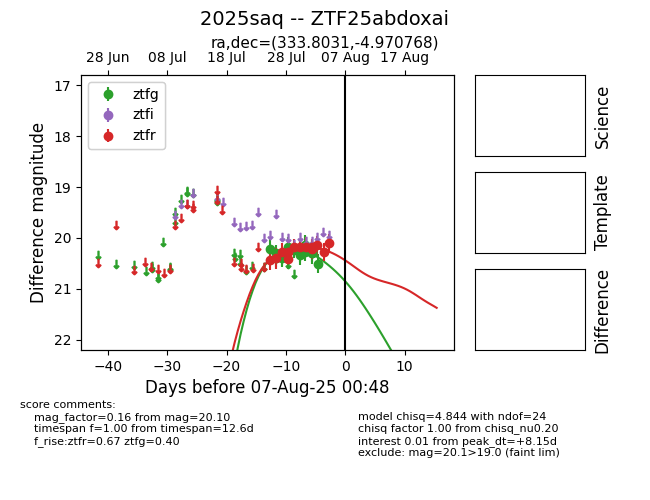 2025saq -- ZTF25abdoxai
ra,dec=(333.8031,-4.970768)
28 Jun 08 Jul 18 Jul 28 Jul 07 Aug 17 Aug
ztfg
ztfi
ztfr
17
18
19
20
21
22
Difference magnitude
−40 −30 −20 −10 0 10
Days before 07-Aug-25 00:48
Science
Template
Difference
score comments:
mag_factor=0.16 from mag=20.10
timespan f=1.00 from timespan=12.6d
f_rise:ztfr=0.67 ztfg=0.40
model chisq=4.844 with ndof=24
chisq factor 1.00 from chisq_nu0.20
interest 0.01 from peak_dt=+8.15d
exclude: mag=20.1>19.0 (faint lim)